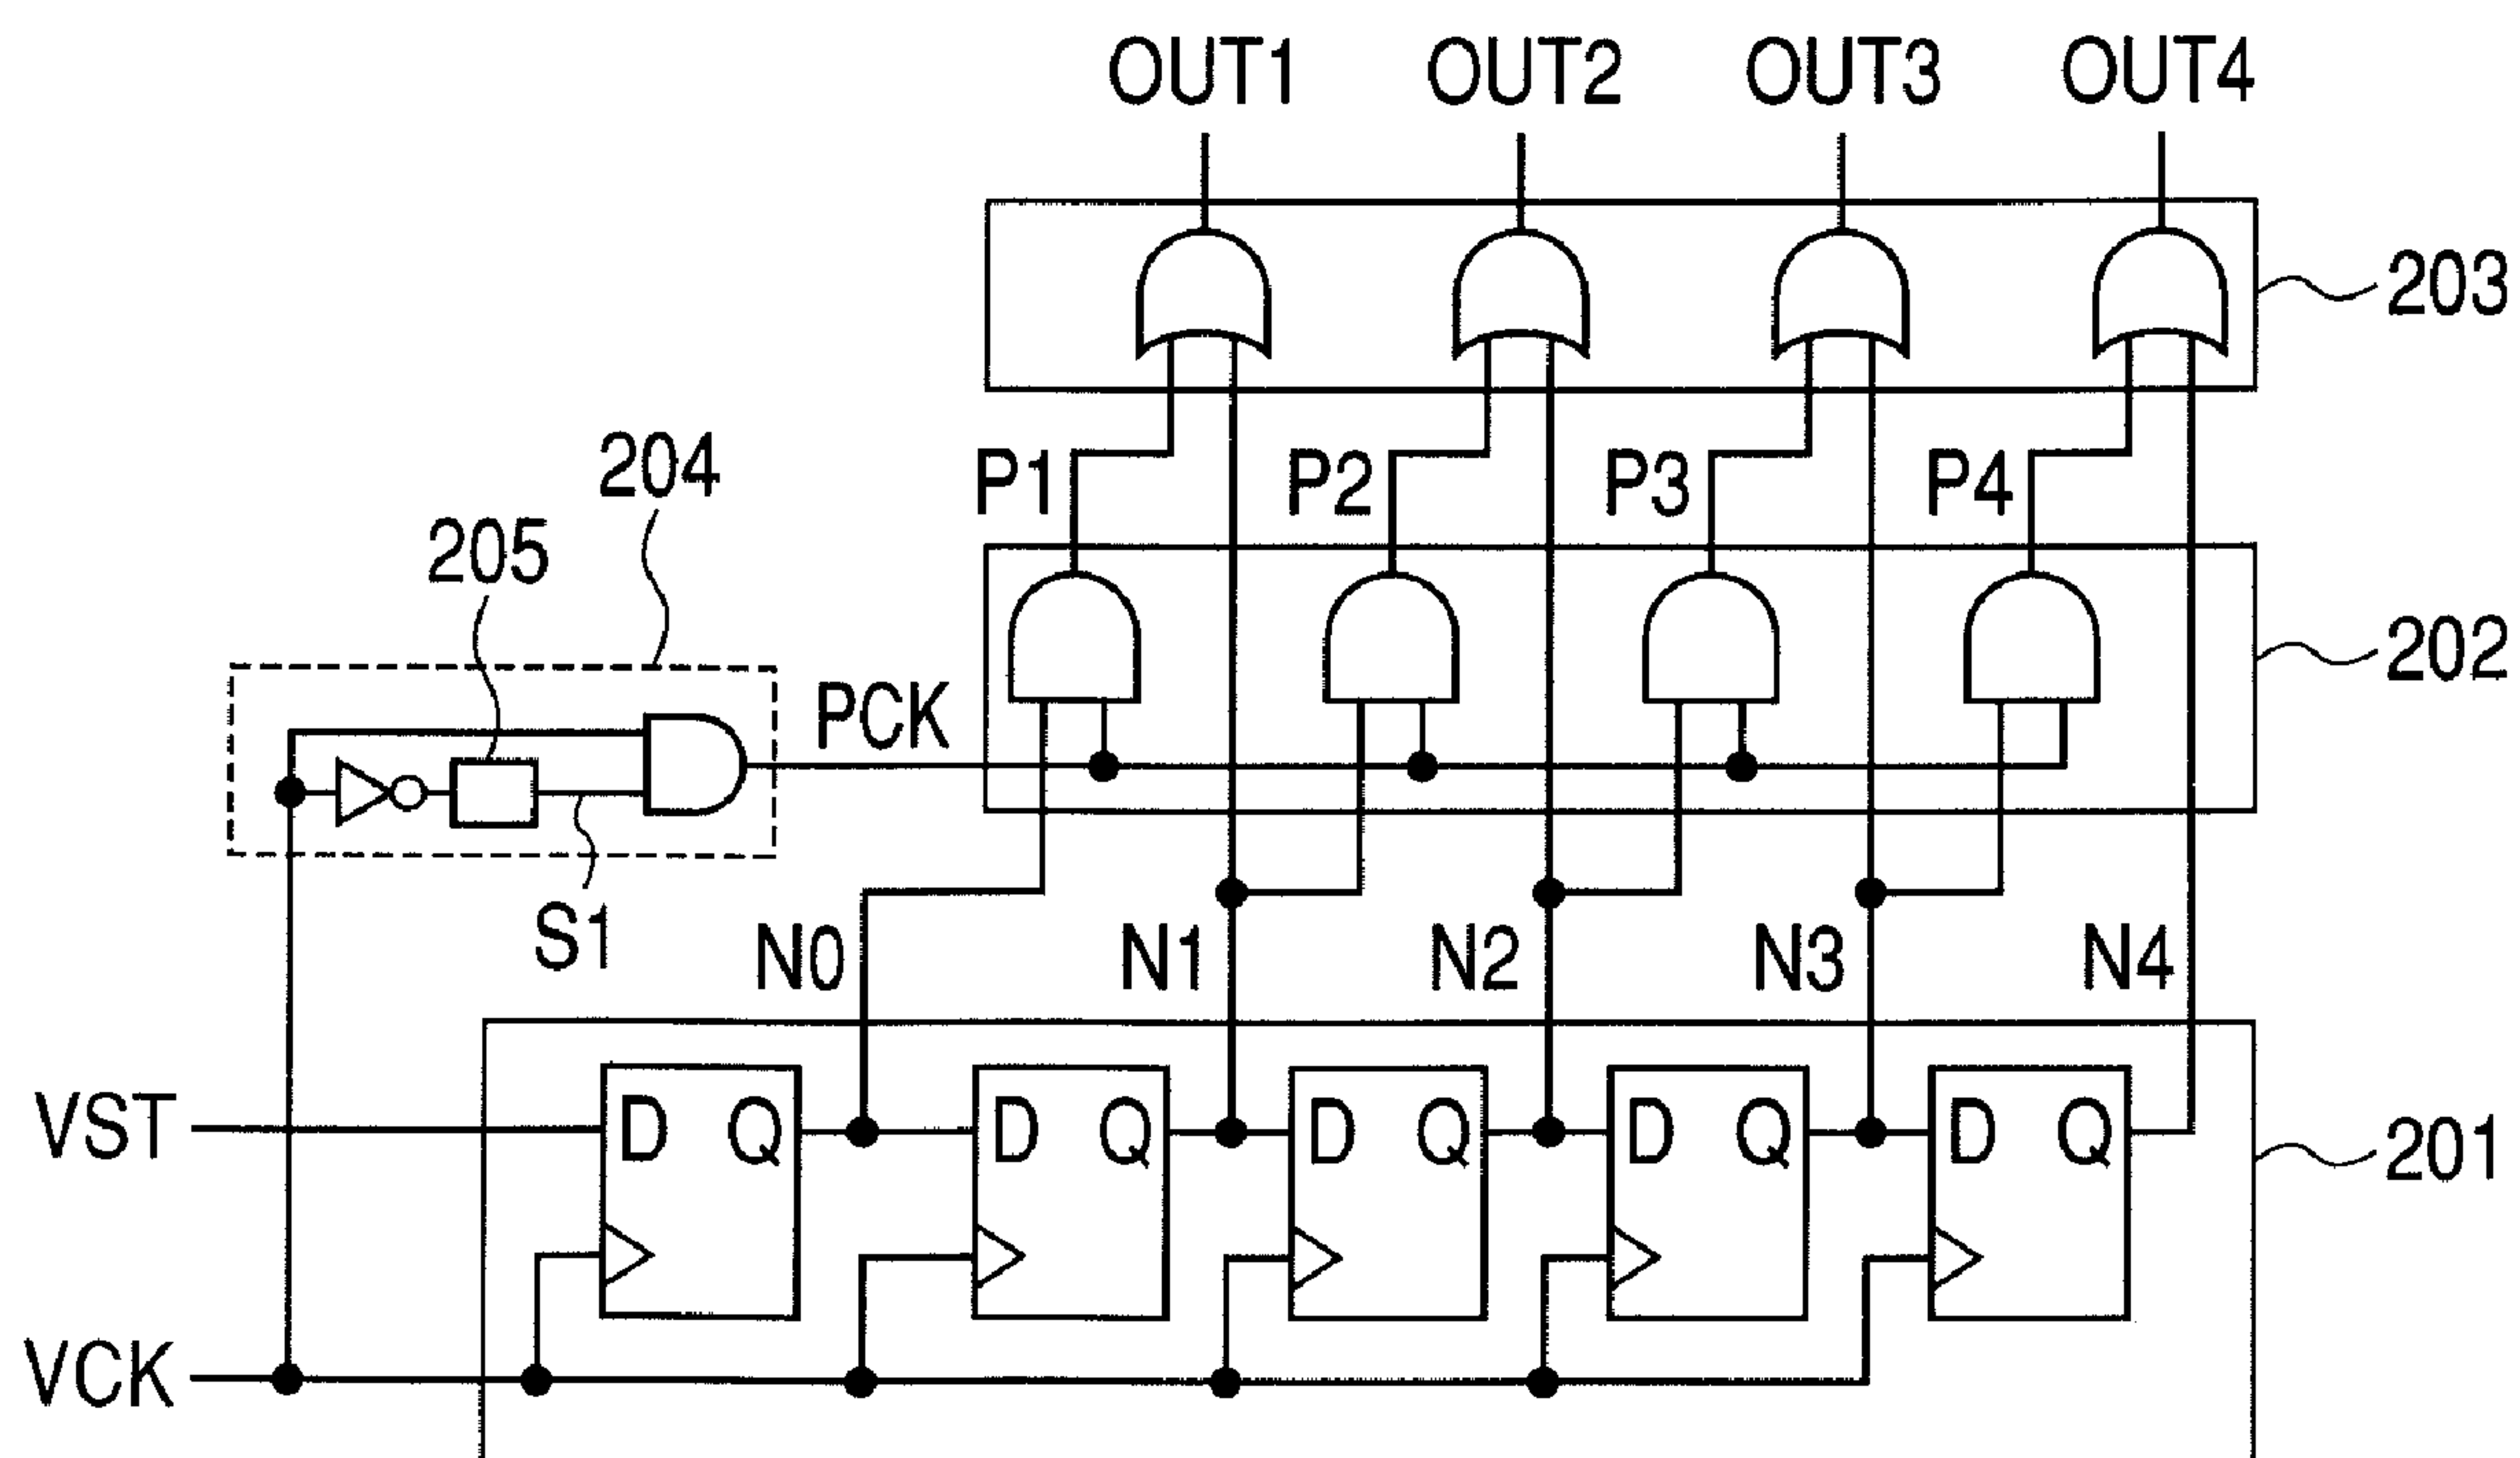 OUT1 OUT2 OUT3 OUT4
203
204
P1 P2 P3 P4
205
202
PCK
S1
N0 N1 N2 N3 N4
VST
D Q D Q D Q D Q D Q
201
VCK